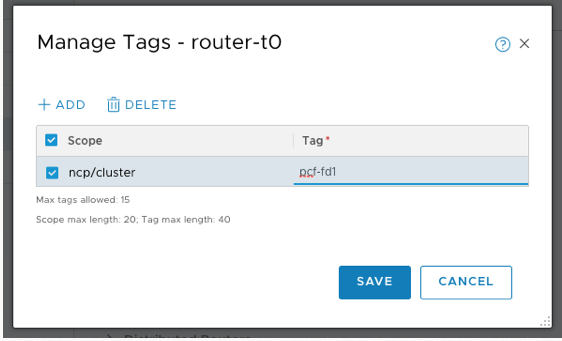 Manage Tags - router-t0
?
+ ADD DELETE
Scope Tag *
ncp/cluster pcf-fd1
Max tags allowed: 15
Scope max length: 20; Tag max length: 40
SAVE CANCEL
Distributed Routers